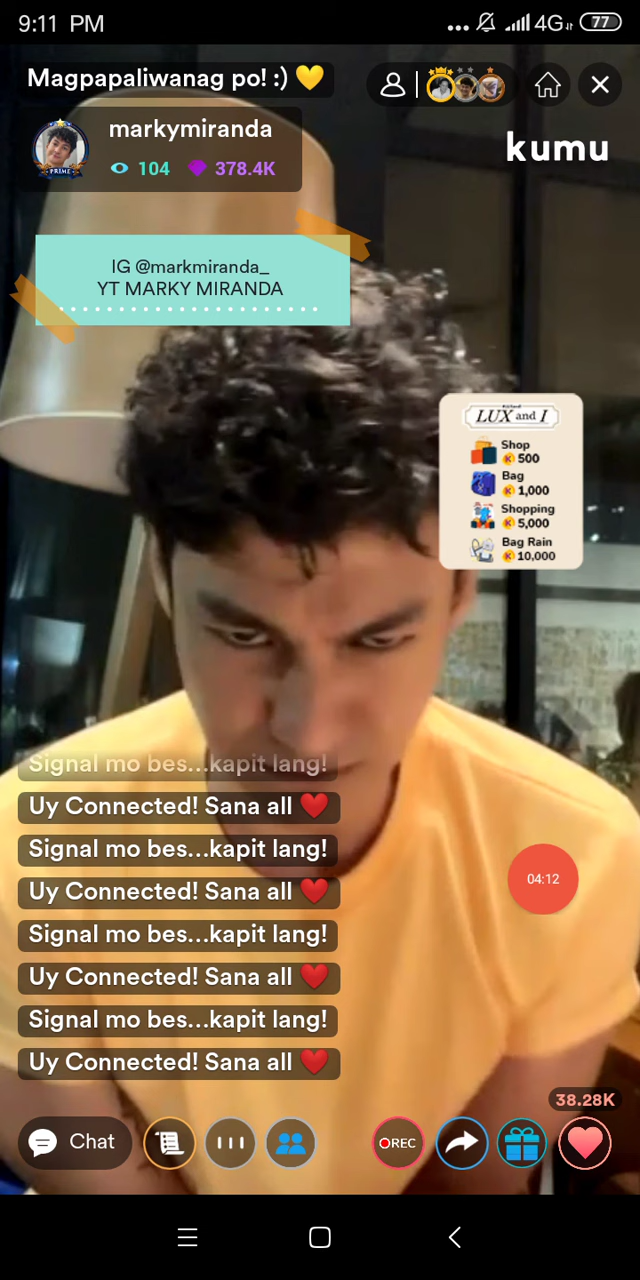 9:11 PM
4G
77
Magpapaliwanag po! :) 💛
markymiranda
104
378.4K
PRIME
kumu
IG @markmiranda_
YT MARKY MIRANDA
LUX and I
Shop
500
Bag
1,000
Shopping
5,000
Bag Rain
10,000
Signal mo bes...kapit lang!
Uy Connected! Sana all ❤️
Signal mo bes...kapit lang!
Uy Connected! Sana all ❤️
Signal mo bes...kapit lang!
Uy Connected! Sana all ❤️
Signal mo bes...kapit lang!
Uy Connected! Sana all ❤️
04:12
38.28K
Chat
REC